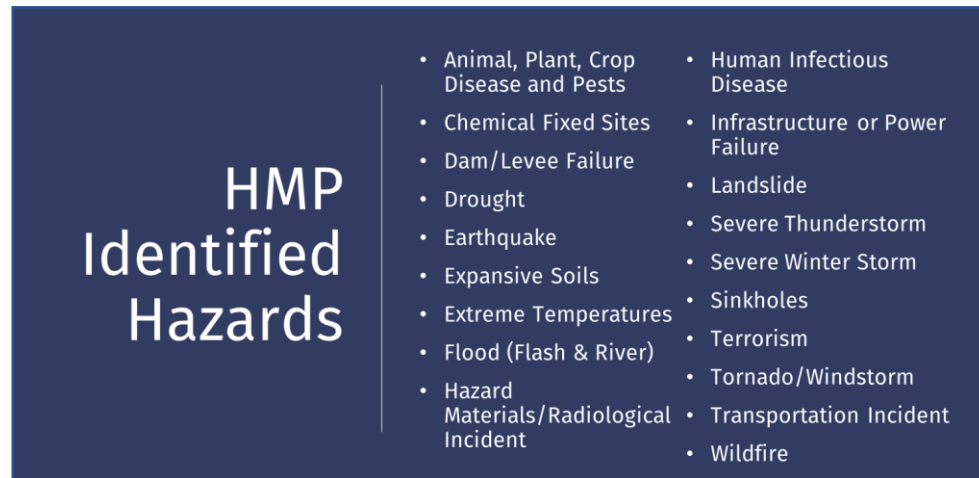 HMP
Identified
Hazards
• Animal, Plant, Crop
Disease and Pests
• Chemical Fixed Sites
• Dam/Levee Failure
• Drought
• Earthquake
• Expansive Soils
• Extreme Temperatures
• Flood (Flash & River)
• Hazard
Materials/Radiological
Incident
• Human Infectious
Disease
• Infrastructure or Power
Failure
• Landslide
• Severe Thunderstorm
• Severe Winter Storm
• Sinkholes
• Terrorism
• Tornado/Windstorm
• Transportation Incident
• Wildfire